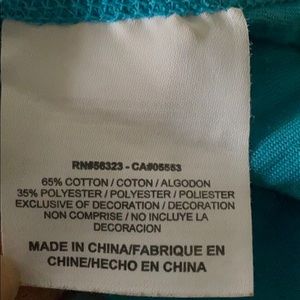 RN#56323 - CA#05553
65% COTTON / COTON / ALGODON
35% POLYESTER / POLYESTER / POLIESTER
EXCLUSIVE OF DECORATION / DECORATION
NON COMPRISE / NO INCLUYE LA
DECORACION
MADE IN CHINA/FABRIQUE EN
CHINE/HECHO EN CHINA